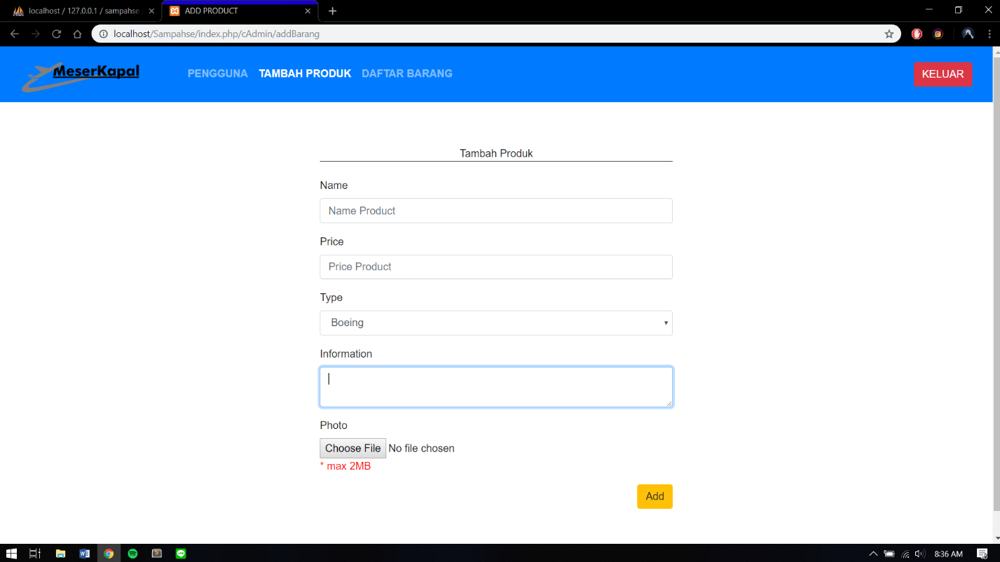 localhost / 127.0.0.1 / sampahse
ADD PRODUCT
localhost/Sampahse/index.php/cAdmin/addBarang
MeserKapal
PENGGUNA TAMBAH PRODUK DAFTAR BARANG
KELUAR
Tambah Produk
Name
Name Product
Price
Price Product
Type
Boeing
Information
Photo
Choose File No file chosen
* max 2MB
Add
8:36 AM